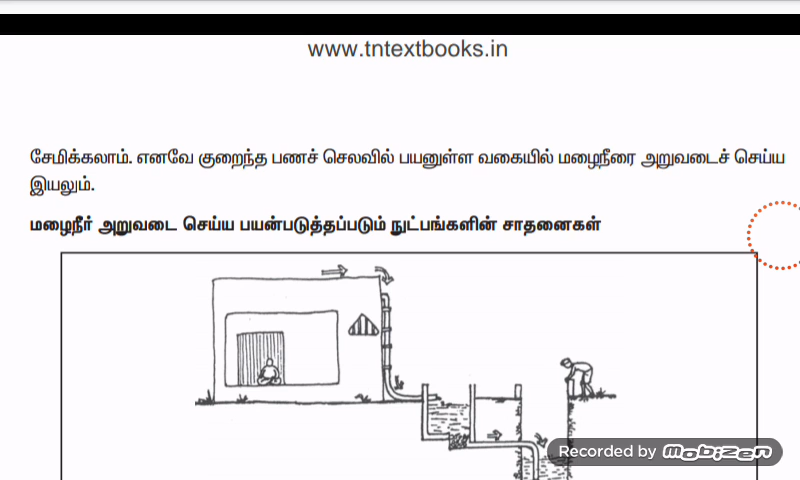 www.tntextbooks.in
சேமிக்கலாம். எனவே குறைந்த பணச் செலவில் பயனுள்ள வகையில் மழைநீரை அறுவடைச் செய்ய
இயலும்.
மழைநீர் அறுவடை செய்ய பயன்படுத்தப்படும் நுட்பங்களின் சாதனைகள்
Recorded by mobizen